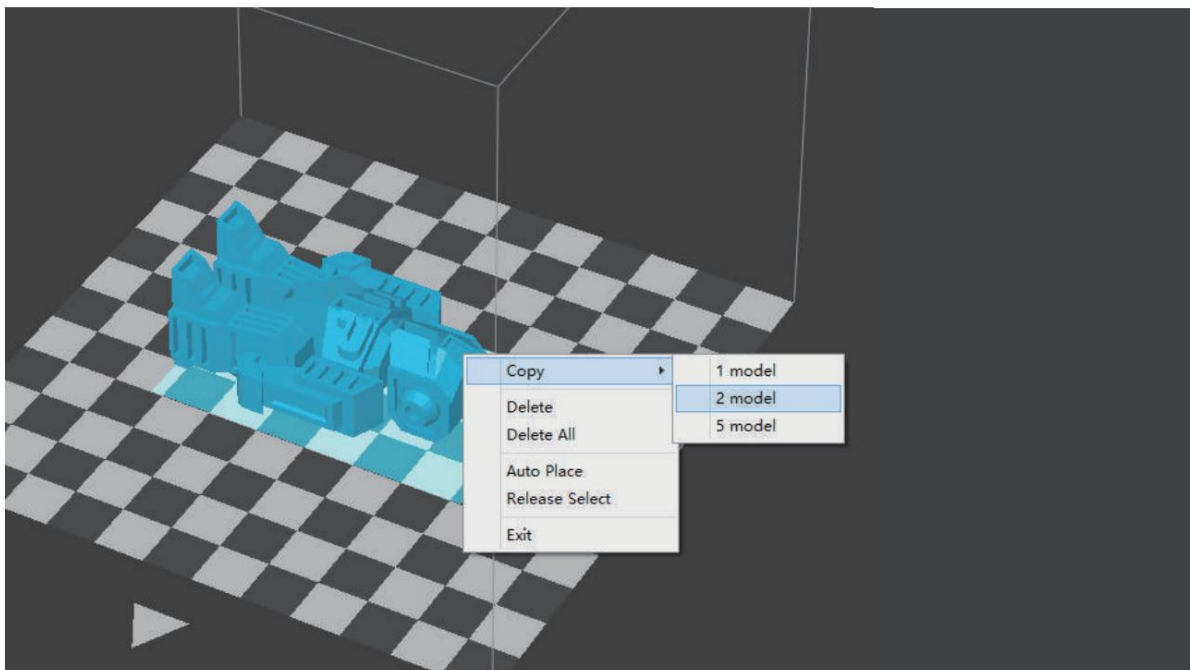 Copy
1 model
2 model
5 model
Delete
Delete All
Auto Place
Release Select
Exit